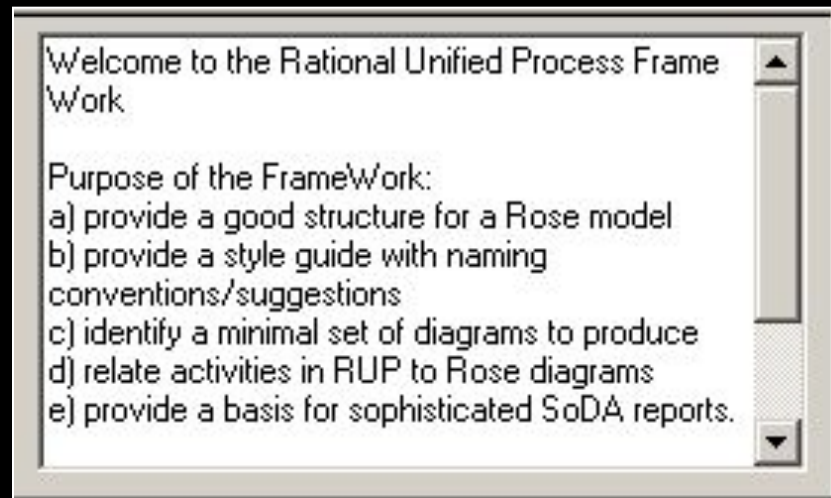 Welcome to the Rational Unified Process Frame
Work
Purpose of the FrameWork:
a) provide a good structure for a Rose model
b) provide a style guide with naming
conventions/suggestions
c) identify a minimal set of diagrams to produce
d) relate activities in RUP to Rose diagrams
e) provide a basis for sophisticated SoDA reports.